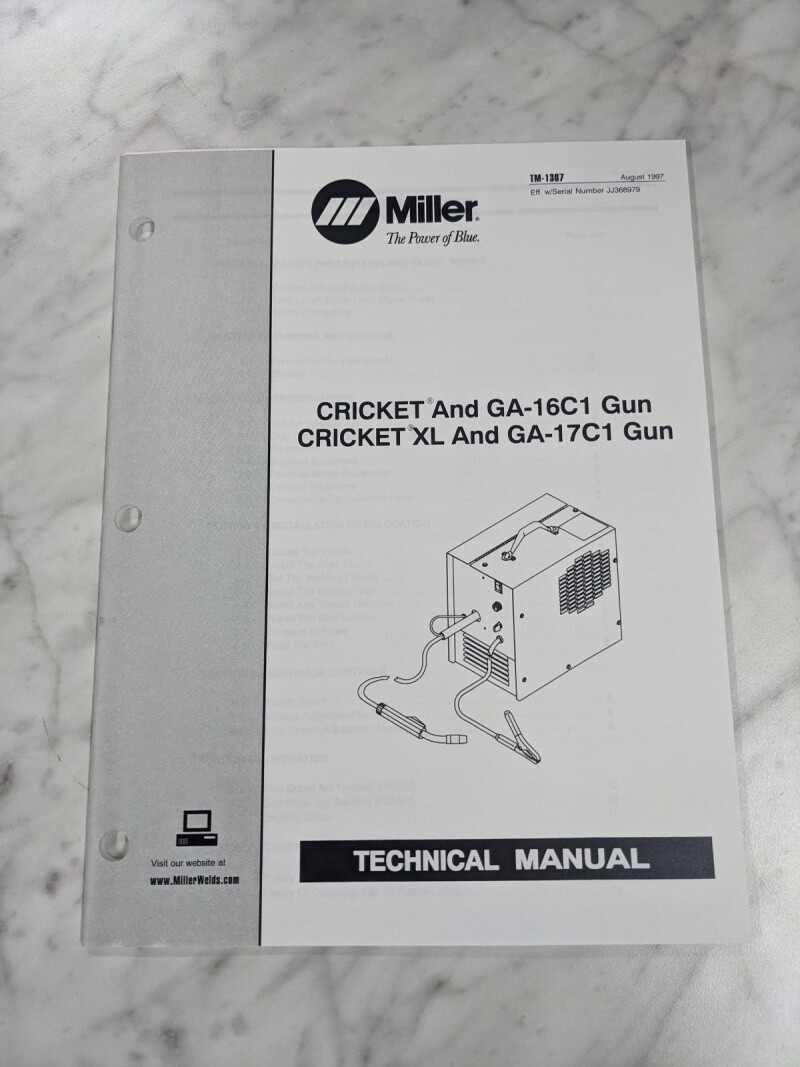 TM-1307
August 1997
Eff. w/Serial Number JJ368979
Miller®
The Power of Blue.
CRICKET® And GA-16C1 Gun
CRICKET® XL And GA-17C1 Gun
Visit our website at
www.MillerWelds.com
TECHNICAL MANUAL